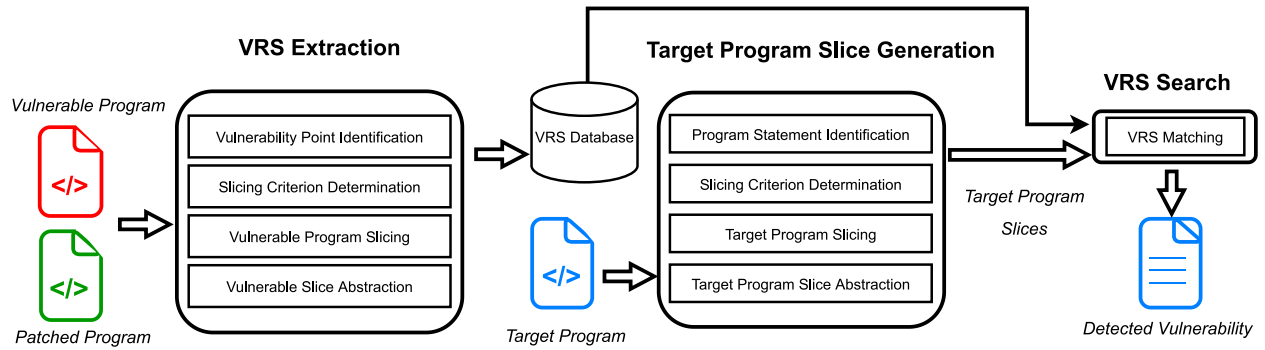 VRS Extraction
Vulnerable Program
</>
</>
Patched Program
Vulnerability Point Identification
Slicing Criterion Determination
Vulnerable Program Slicing
Vulnerable Slice Abstraction
VRS Database
Target Program Slice Generation
</>
Target Program
Program Statement Identification
Slicing Criterion Determination
Target Program Slicing
Target Program Slice Abstraction
Target Program
Slices
VRS Search
VRS Matching
Detected Vulnerability